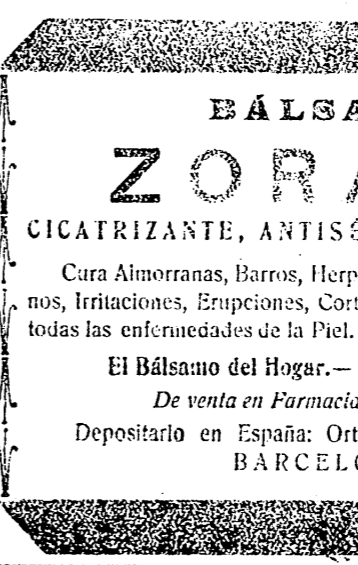 BÁLSA
ZORA
CICATRIZANTE, ANTISÉ
Cura Almorranas, Barros, Herp
nos, Irritaciones, Erupciones, Cort
todas las enfermedades de la Piel.
El Bálsamo del Hogar.—
De venta en Farmacia
Depositario en España: Ort
BARCELO